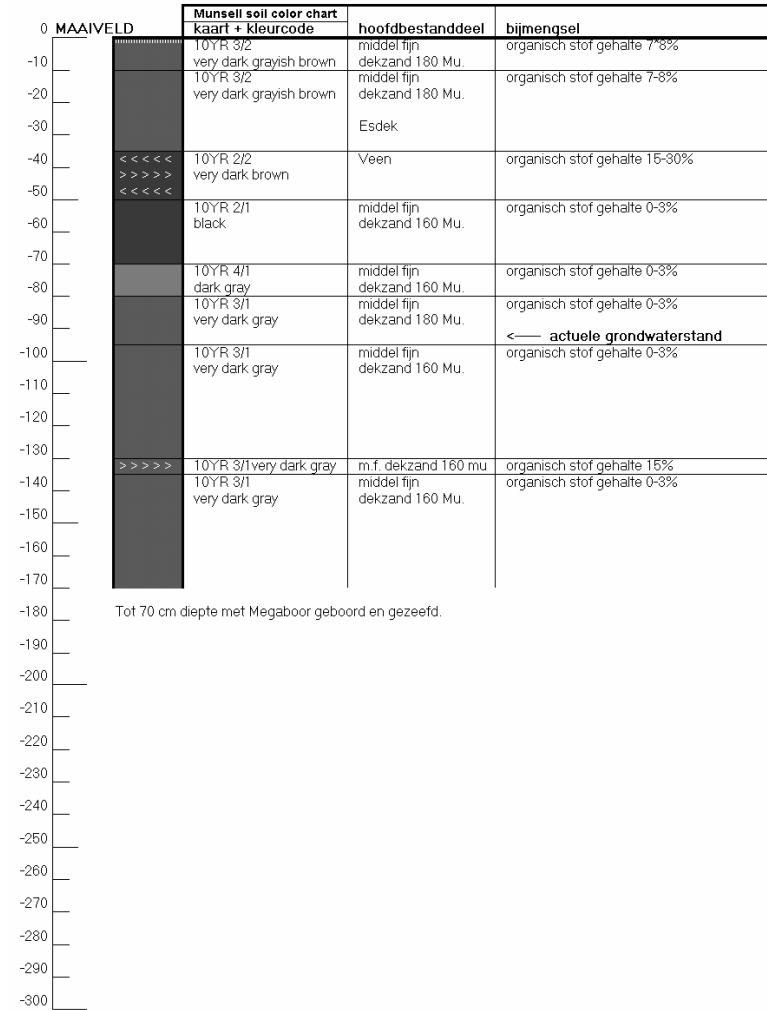 Munsell soil color chart
0 MAAIVELD kaart + kleurcode hoofdbestanddeel bijmengsel
10YR 3/2 middel fijn organisch stof gehalte 7*8%
-10 very dark grayish brown dekzand 180 Mu.
10YR 3/2 middel fijn organisch stof gehalte 7-8%
-20 very dark grayish brown dekzand 180 Mu.
-30 Esdek
-40 < < < < < 10YR 2/2 Veen organisch stof gehalte 15-30%
> > > > > very dark brown
-50 < < < < <
10YR 2/1 middel fijn organisch stof gehalte 0-3%
-60 black dekzand 160 Mu.
-70
10YR 4/1 middel fijn organisch stof gehalte 0-3%
-80 dark gray dekzand 160 Mu.
10YR 3/1 middel fijn organisch stof gehalte 0-3%
-90 very dark gray dekzand 180 Mu.
<— actuele grondwaterstand
-100 10YR 3/1 middel fijn organisch stof gehalte 0-3%
very dark gray dekzand 160 Mu.
-110
-120
-130
> > > > > 10YR 3/1very dark gray m.f. dekzand 160 mu organisch stof gehalte 15%
-140 10YR 3/1 middel fijn organisch stof gehalte 0-3%
very dark gray dekzand 160 Mu.
-150
-160
-170
-180 Tot 70 cm diepte met Megaboor geboord en gezeefd.
-190
-200
-210
-220
-230
-240
-250
-260
-270
-280
-290
-300